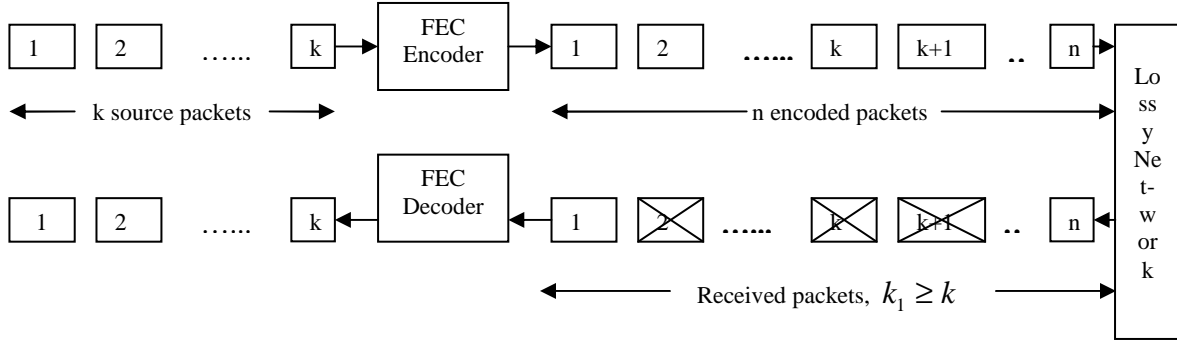 1 2 …... k FEC Encoder 1 2 …... k k+1 .. n
k source packets n encoded packets
Lo
ss
y
Ne
t-
w
or
k
1 2 …... k FEC Decoder 1 2 …... k k+1 .. n
Received packets, k₁ ≥ k